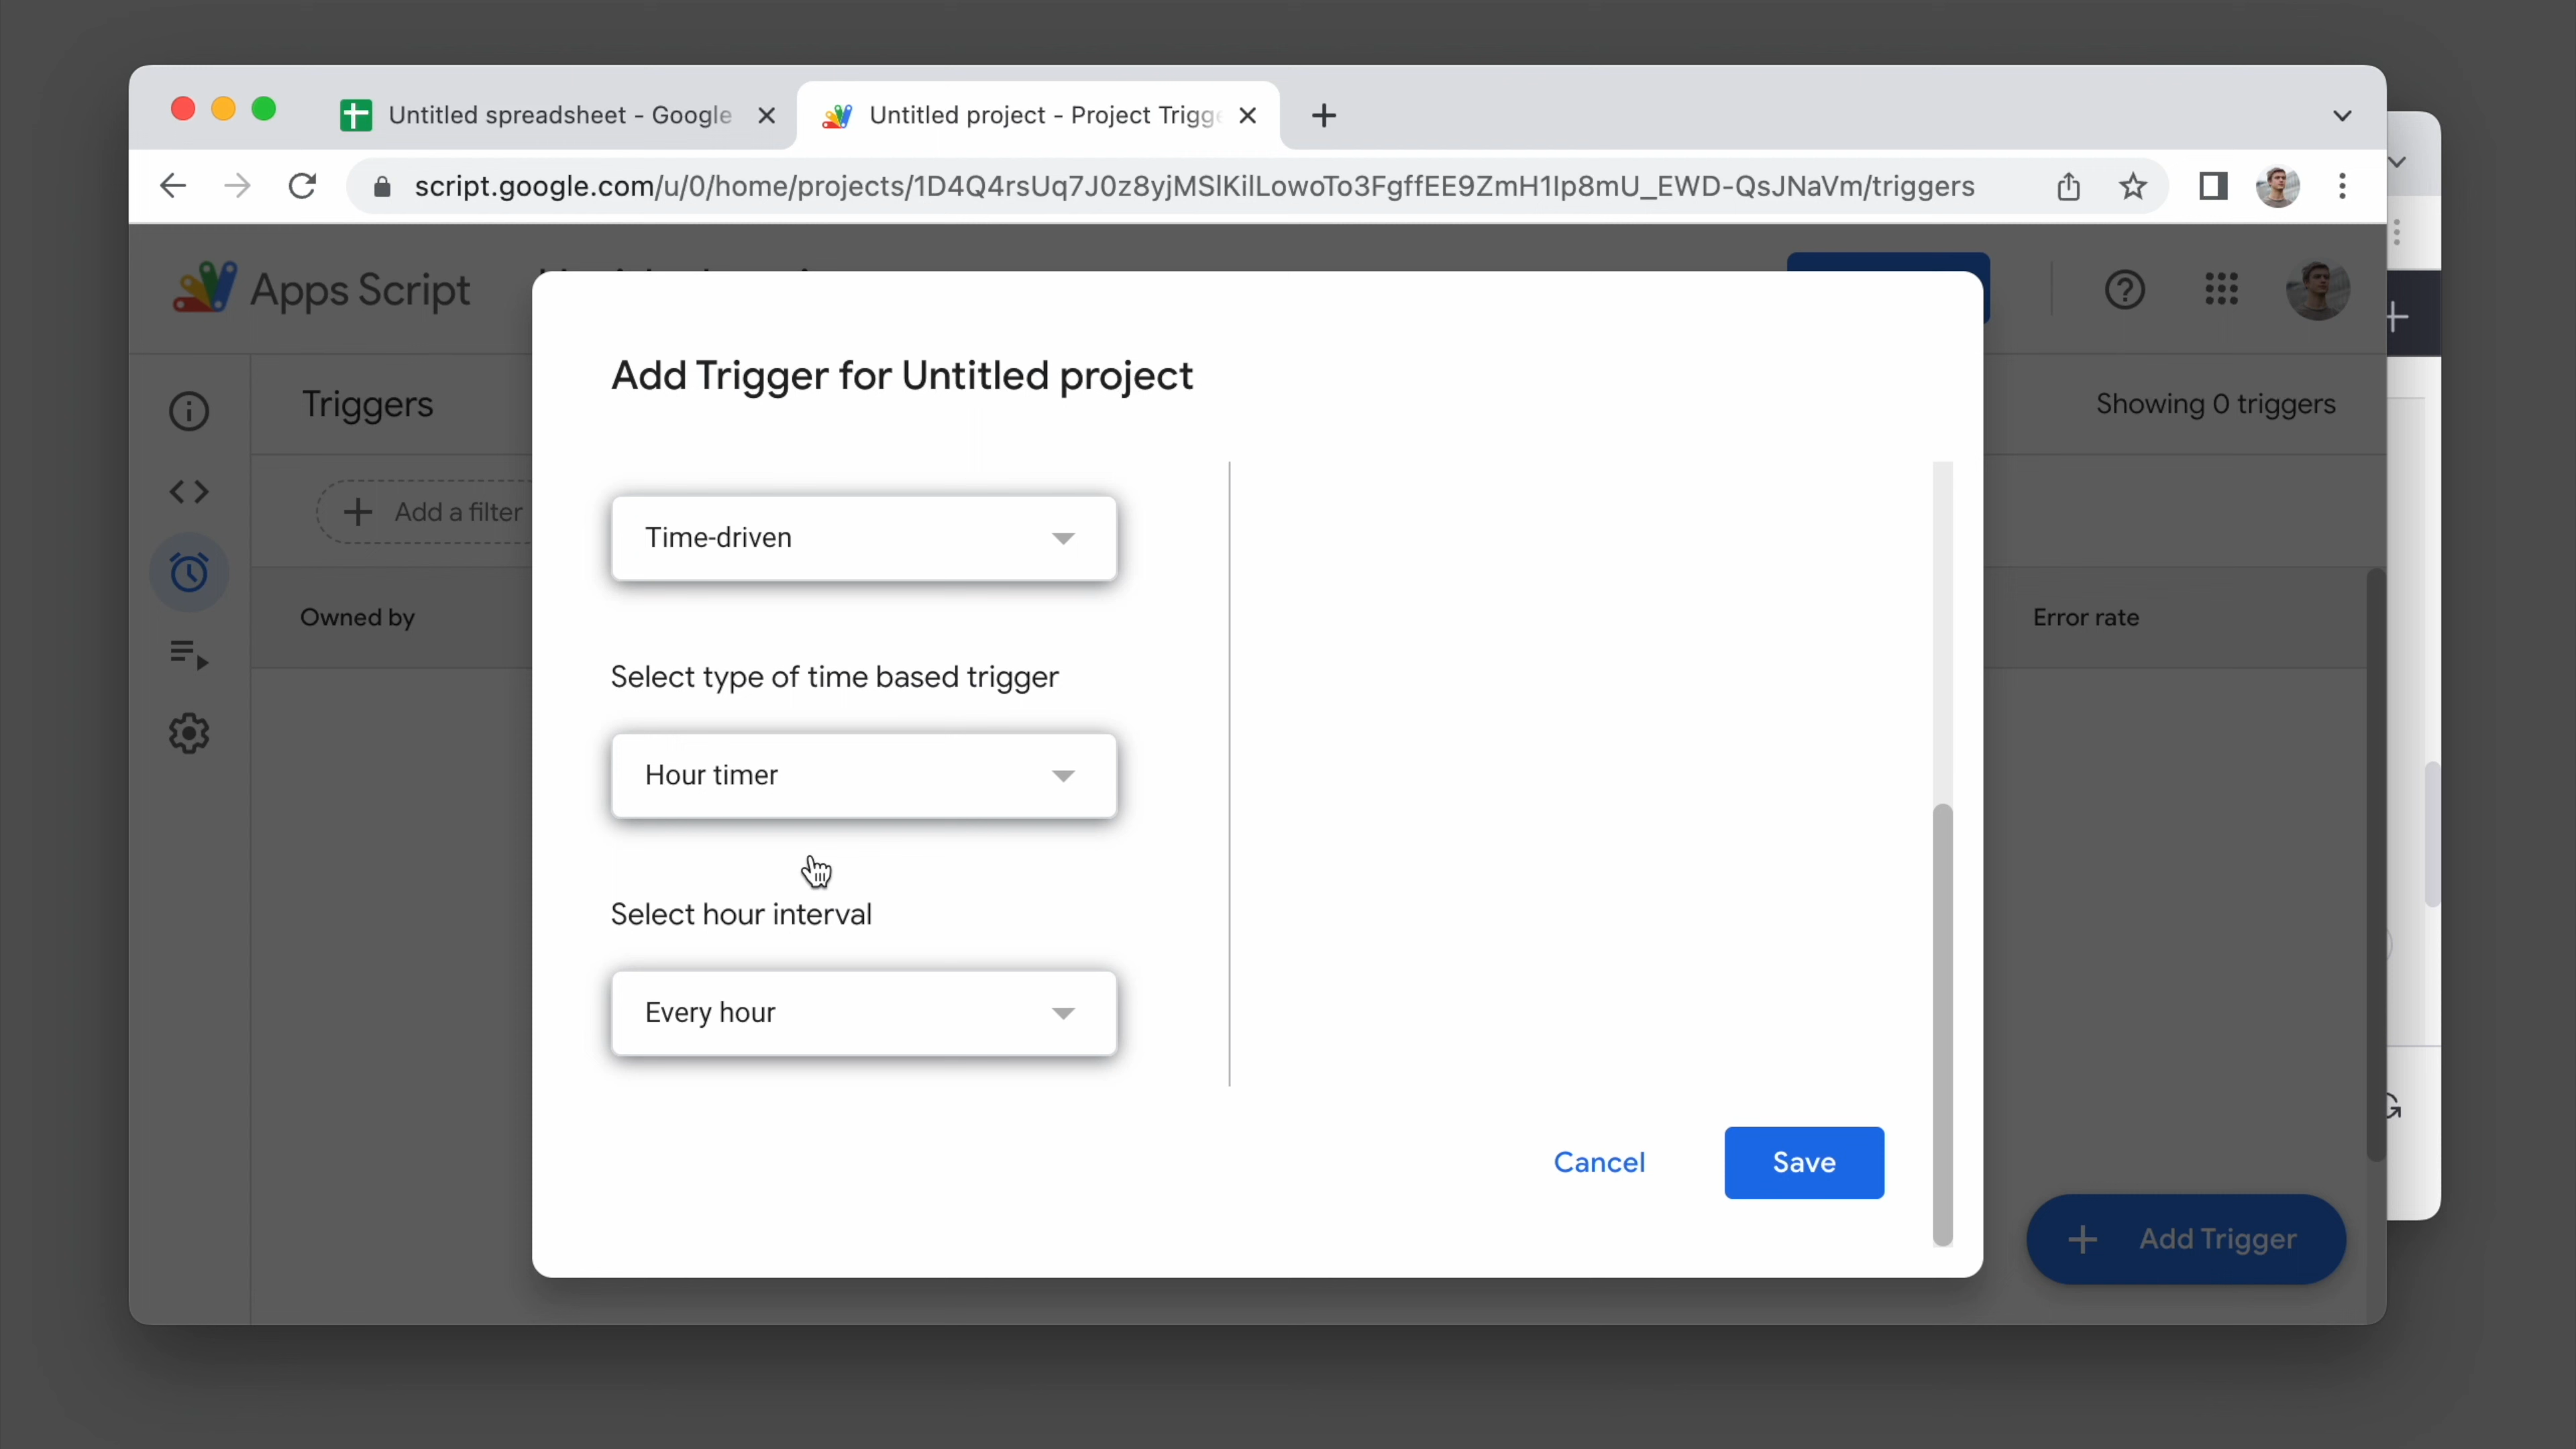 Untitled spreadsheet - Google
Untitled project - Project Trigge
script.google.com/u/0/home/projects/1D4Q4rsUq7J0z8yjMSlKilLowoTo3FgffEE9ZmH1Ip8mU_EWD-QsJNaVm/triggers
Apps Script
Add Trigger for Untitled project
Triggers
Showing 0 triggers
Add a filter
Time-driven
Owned by
Error rate
Select type of time based trigger
Hour timer
Select hour interval
Every hour
Cancel
Save
Add Trigger